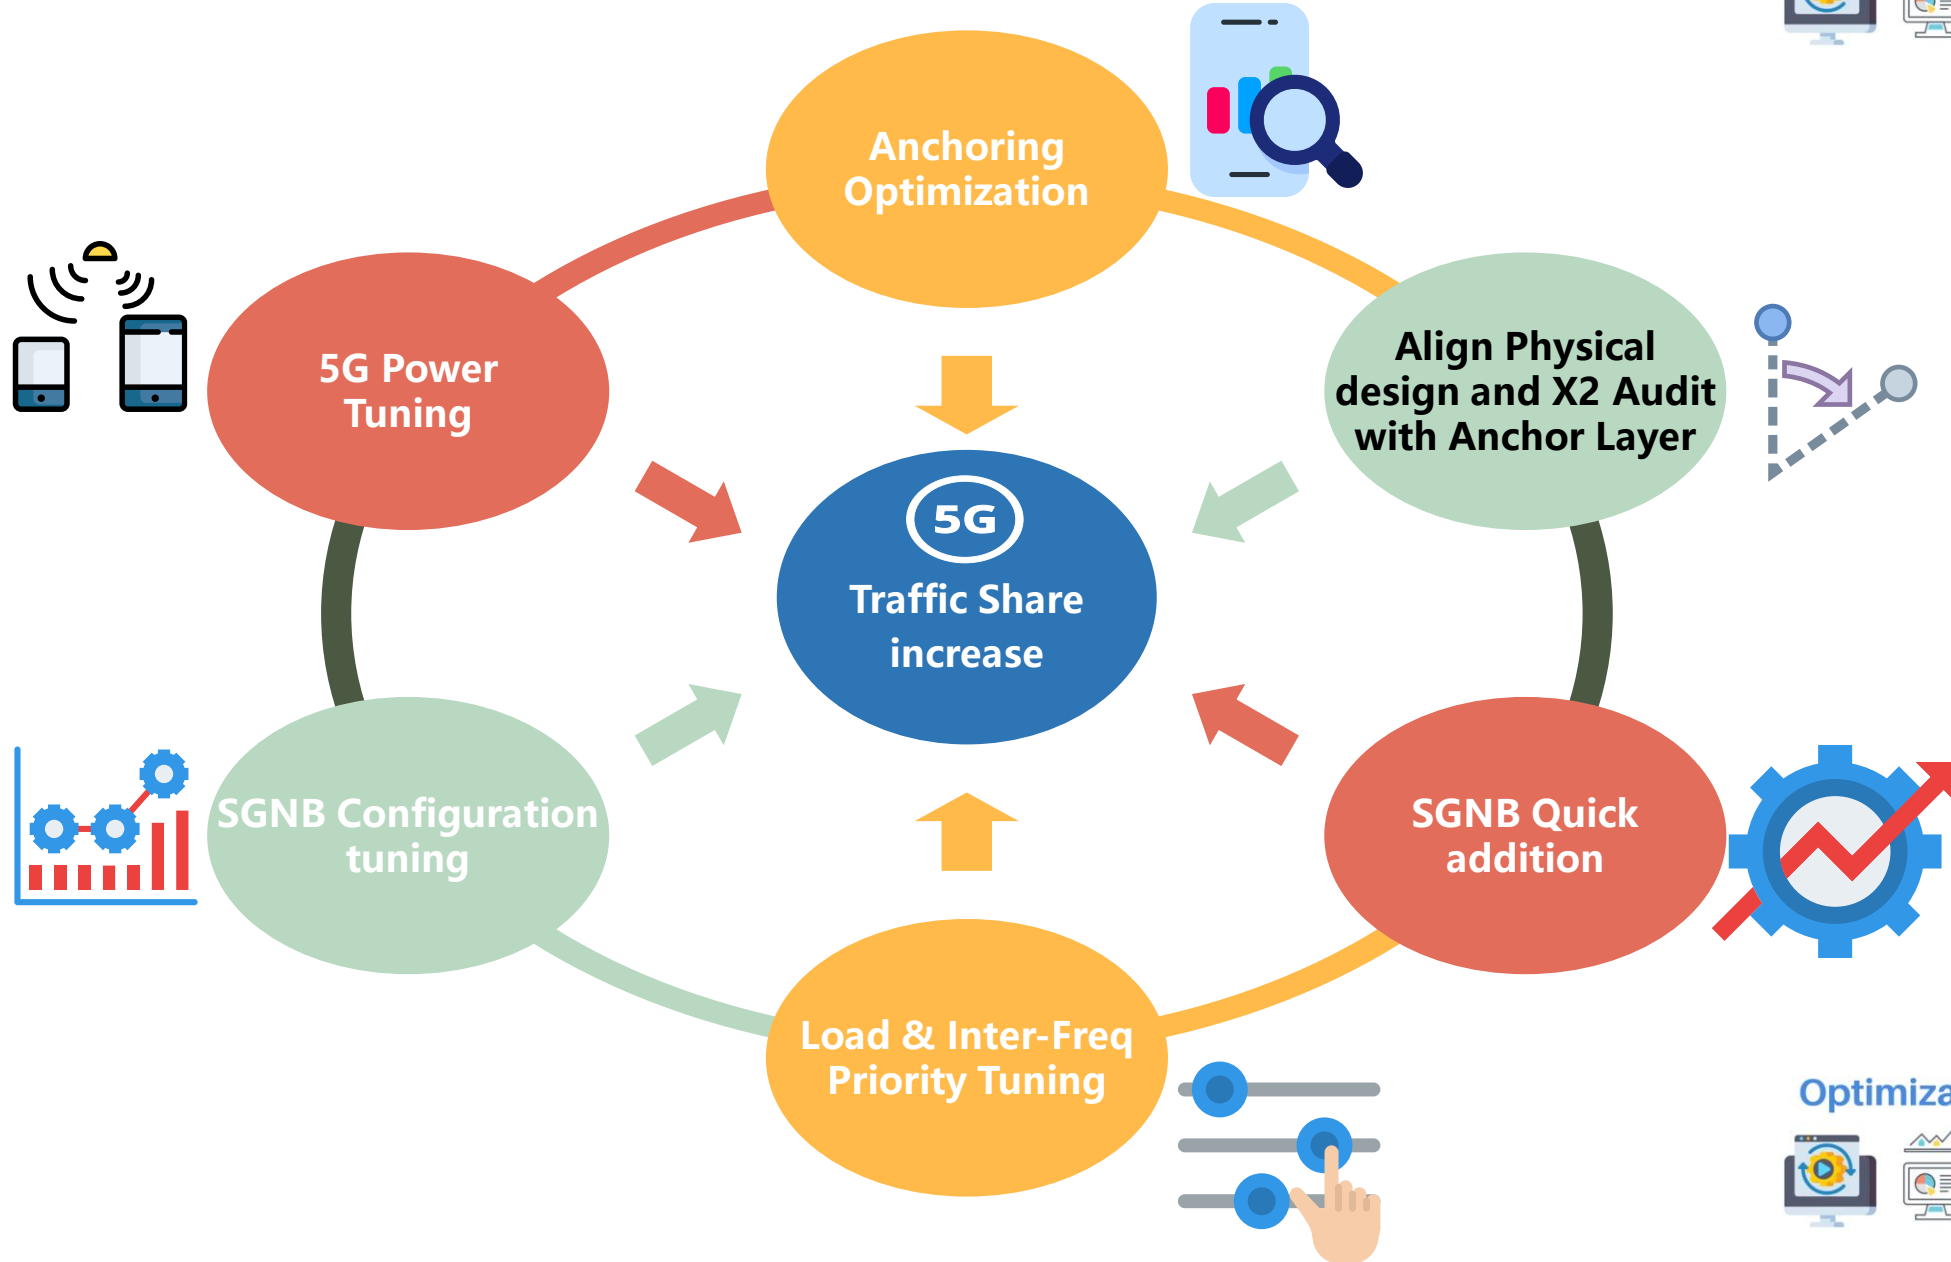 Anchoring
Optimization
5G Power
Tuning
Align Physical
design and X2 Audit
with Anchor Layer
5G
Traffic Share
increase
SGNB Configuration
tuning
SGNB Quick
addition
Load & Inter-Freq
Priority Tuning
Optimiza